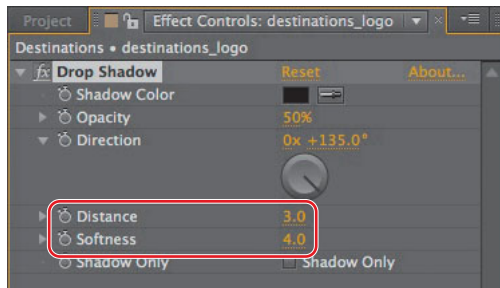 Project Effect Controls: destinations_logo
Destinations • destinations_logo
fx Drop Shadow Reset About...
Shadow Color
Opacity 50%
Direction 0x +135.0°
Distance 3.0
Softness 4.0
Shadow Only Shadow Only